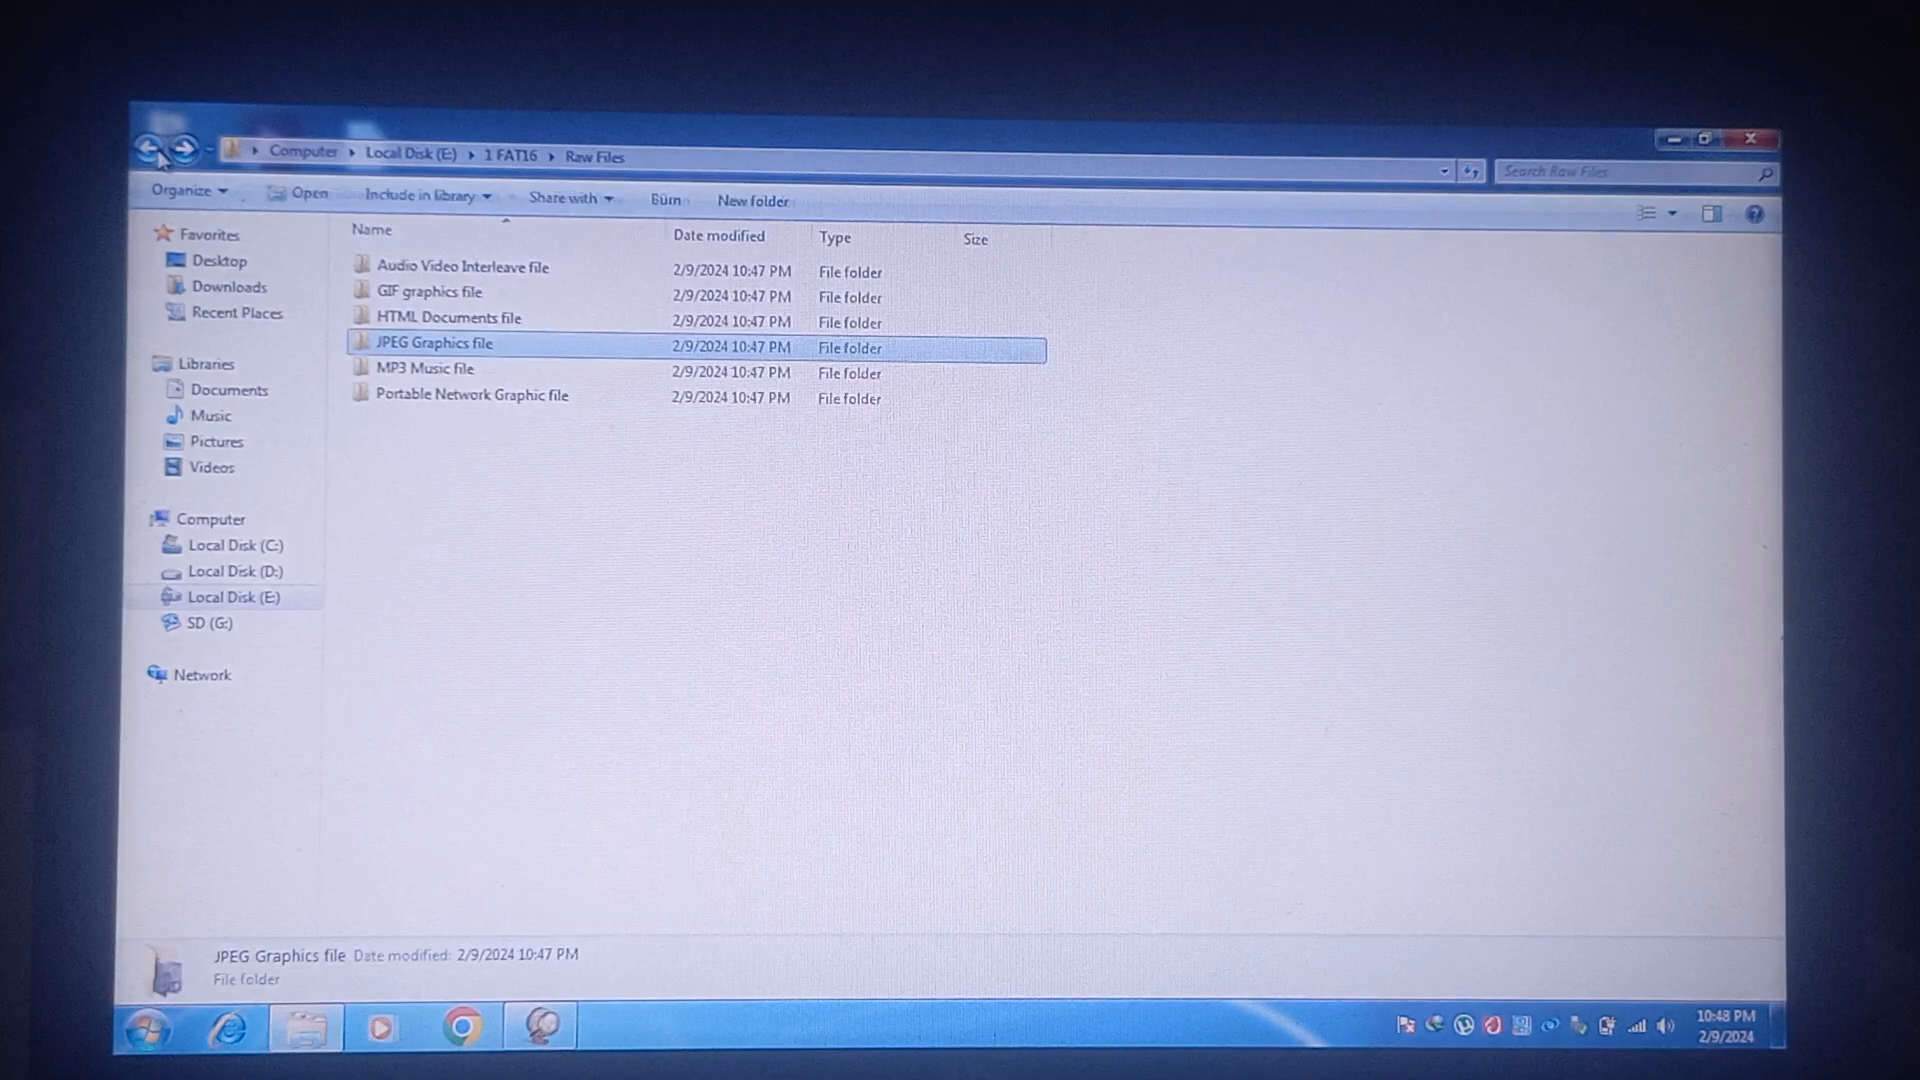 Computer ▸ Local Disk (E:) ▸ 1 FAT16 ▸ Raw Files
Search Raw Files
Organize Open Include in library Share with Burn New folder
Name Date modified Type Size
Audio Video Interleave file 2/9/2024 10:47 PM File folder
GIF graphics file 2/9/2024 10:47 PM File folder
HTML Documents file 2/9/2024 10:47 PM File folder
JPEG Graphics file 2/9/2024 10:47 PM File folder
MP3 Music file 2/9/2024 10:47 PM File folder
Portable Network Graphic file 2/9/2024 10:47 PM File folder
Favorites
Desktop
Downloads
Recent Places
Libraries
Documents
Music
Pictures
Videos
Computer
Local Disk (C:)
Local Disk (D:)
Local Disk (E:)
SD (G:)
Network
JPEG Graphics file Date modified: 2/9/2024 10:47 PM
File folder
10:48 PM
2/9/2024